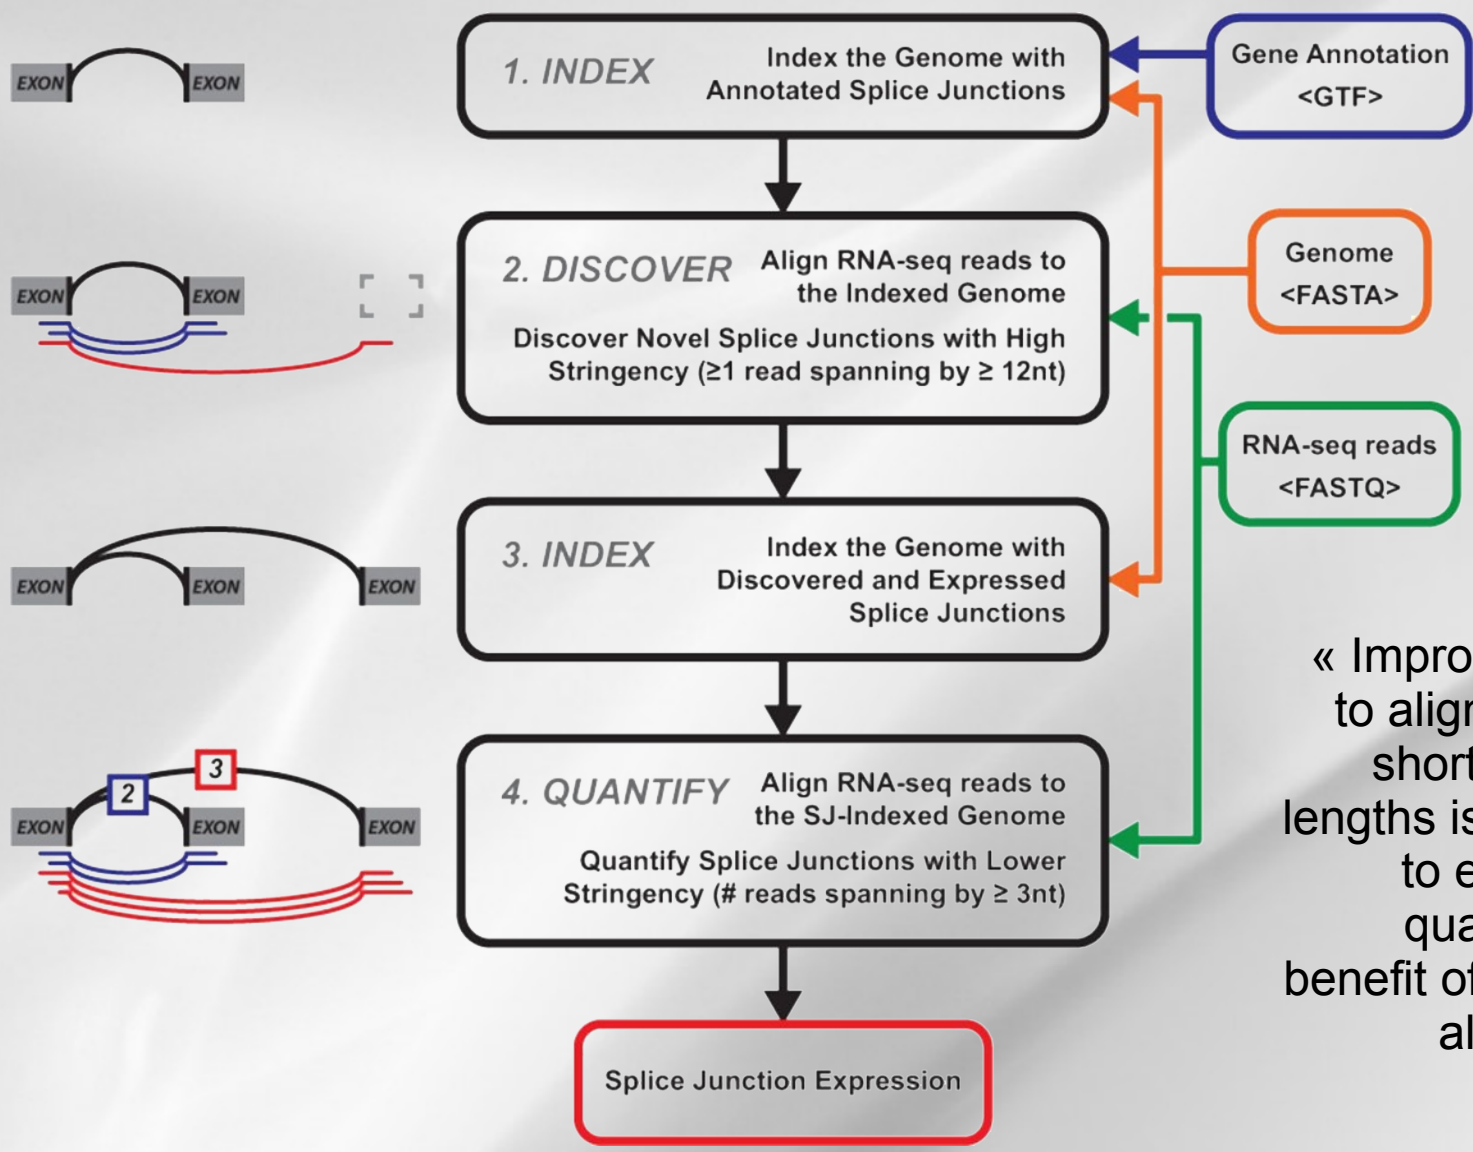 EXON
EXON
1. INDEX
Index the Genome with
Annotated Splice Junctions
Gene Annotation
<GTF>
EXON
EXON
2. DISCOVER
Align RNA-seq reads to
the Indexed Genome
Discover Novel Splice Junctions with High
Stringency (≥1 read spanning by ≥ 12nt)
Genome
<FASTA>
RNA-seq reads
<FASTQ>
EXON
EXON
EXON
3. INDEX
Index the Genome with
Discovered and Expressed
Splice Junctions
3
2
EXON
EXON
EXON
4. QUANTIFY
Align RNA-seq reads to
the SJ-Indexed Genome
Quantify Splice Junctions with Lower
Stringency (# reads spanning by ≥ 3nt)
« Impro
to align
short
lengths is
to e
qua
benefit of
al
Splice Junction Expression